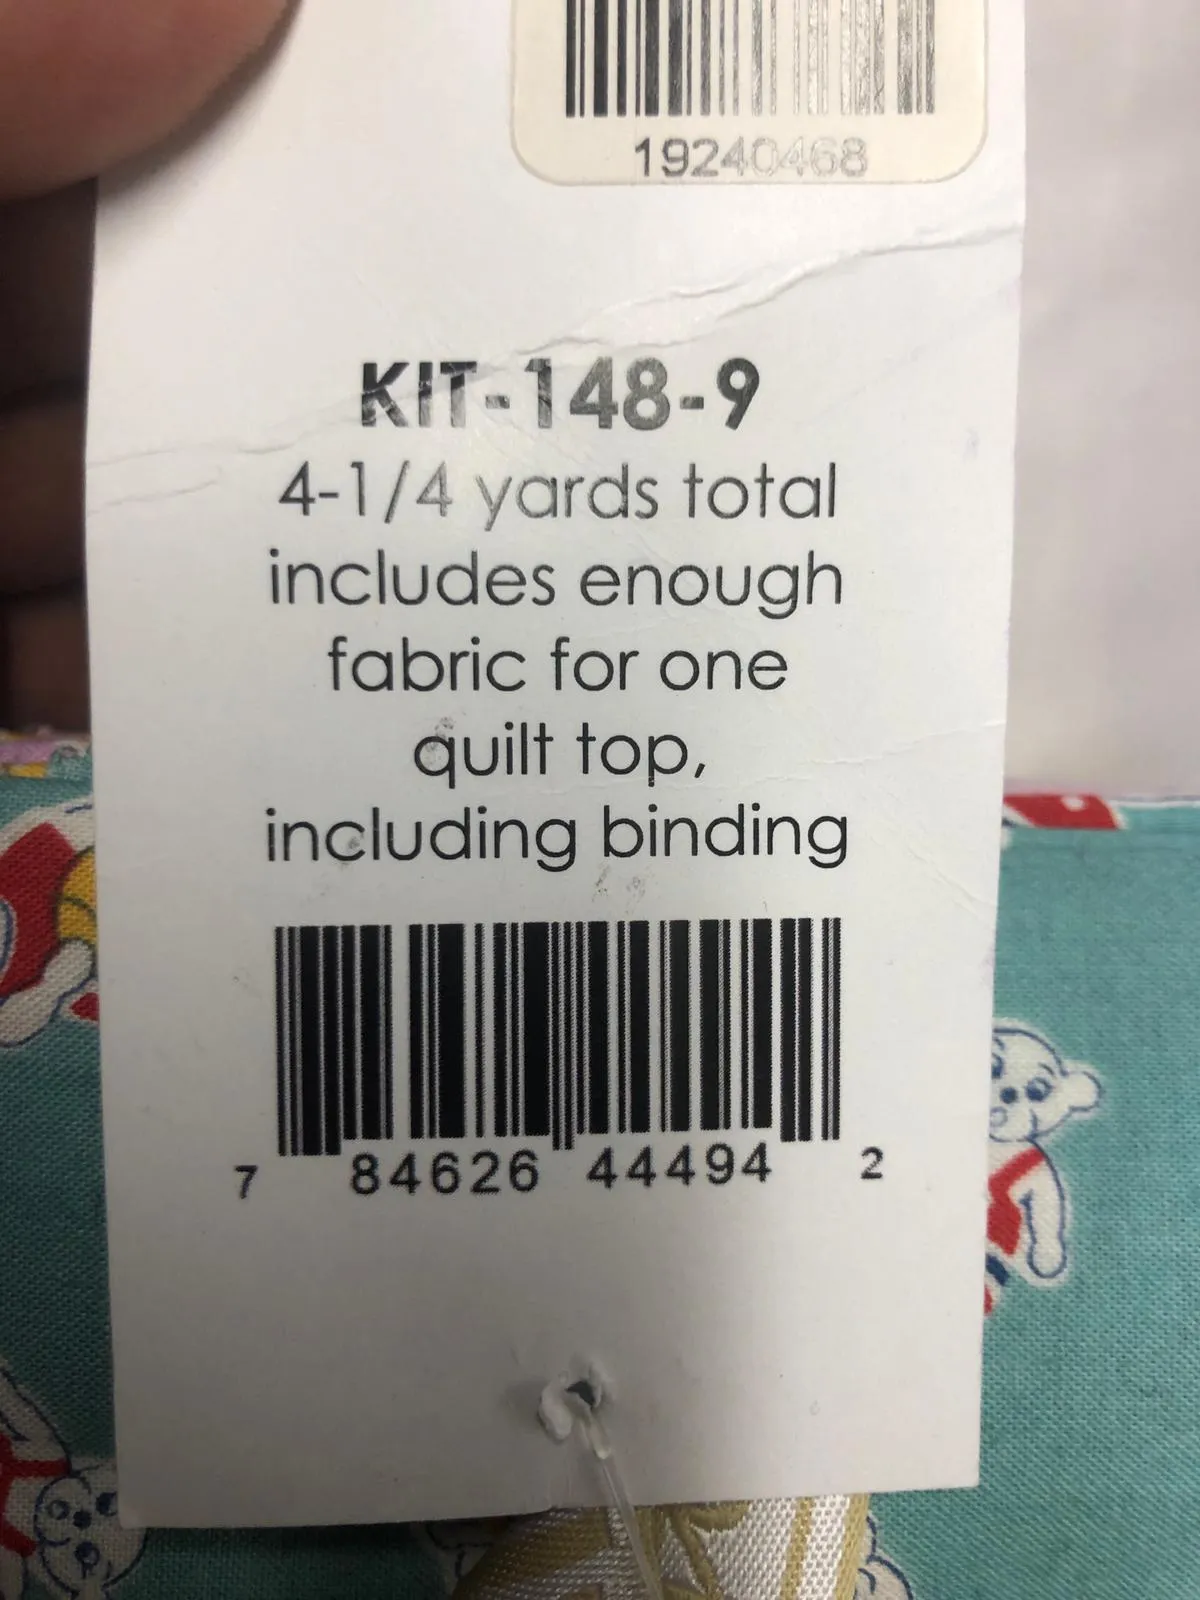 19240468
KIT-148-9
4-1/4 yards total
includes enough
fabric for one
quilt top,
including binding
7 84626 44494 2